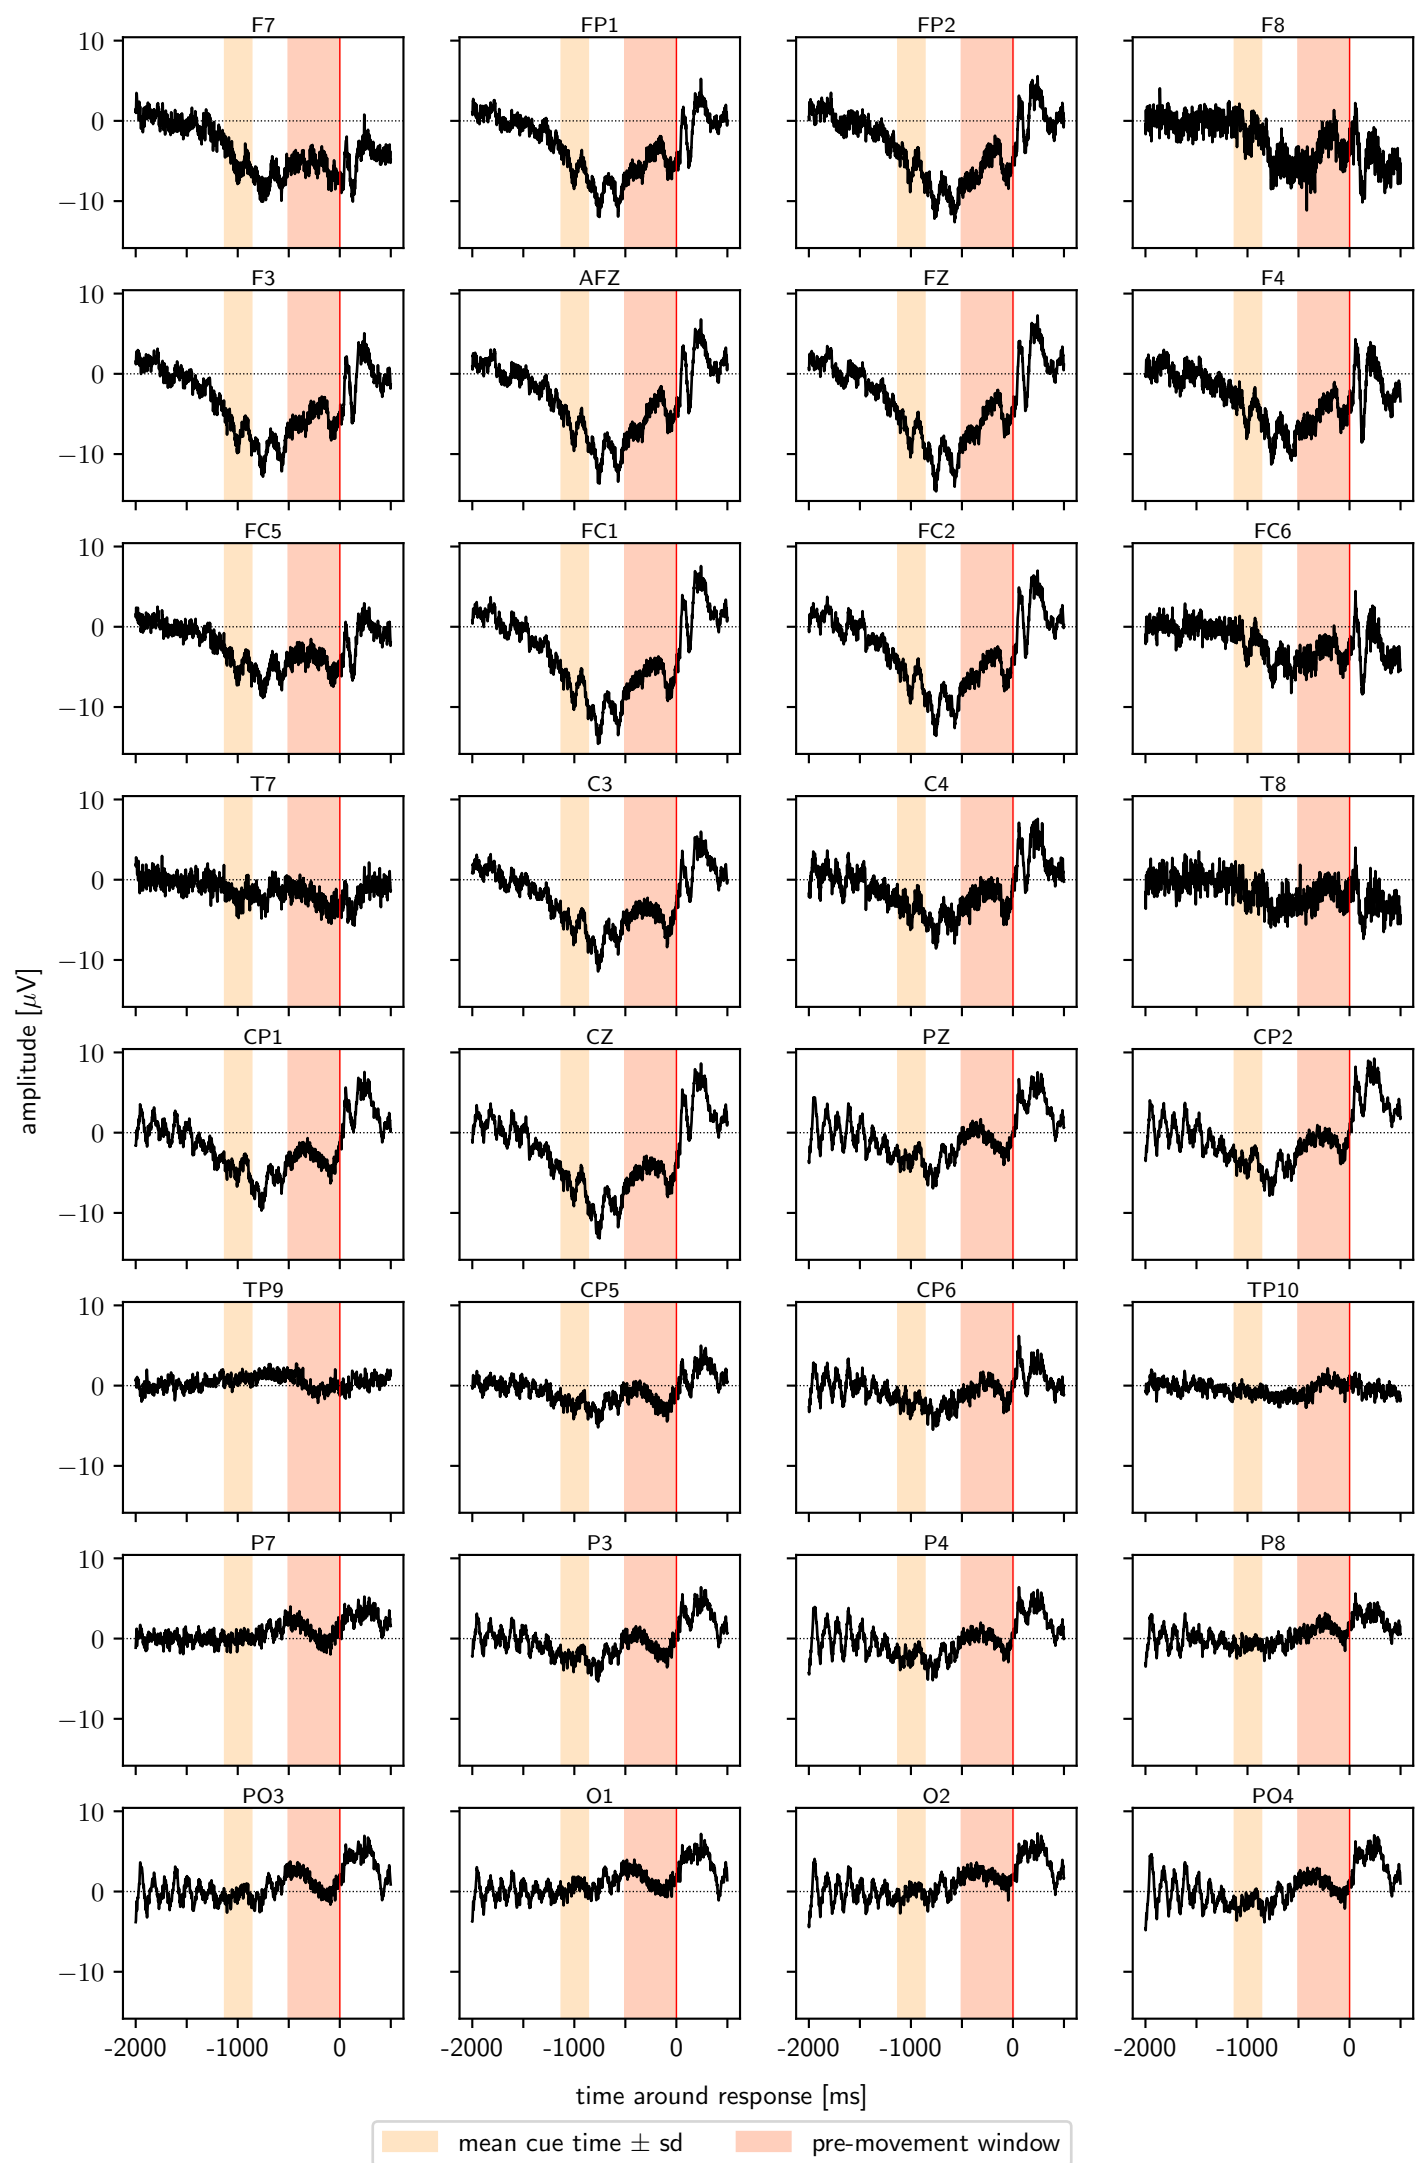 F7 FP1 FP2 F8
10
0
−10
F3 AFZ FZ F4
10
0
−10
FC5 FC1 FC2 FC6
10
0
−10
T7 C3 C4 T8
10
0
−10
amplitude [μV]
CP1 CZ PZ CP2
10
0
−10
TP9 CP5 CP6 TP10
10
0
−10
P7 P3 P4 P8
10
0
−10
PO3 O1 O2 PO4
10
0
−10
-2000 -1000 0 -2000 -1000 0 -2000 -1000 0 -2000 -1000 0
time around response [ms]
mean cue time ± sd pre-movement window